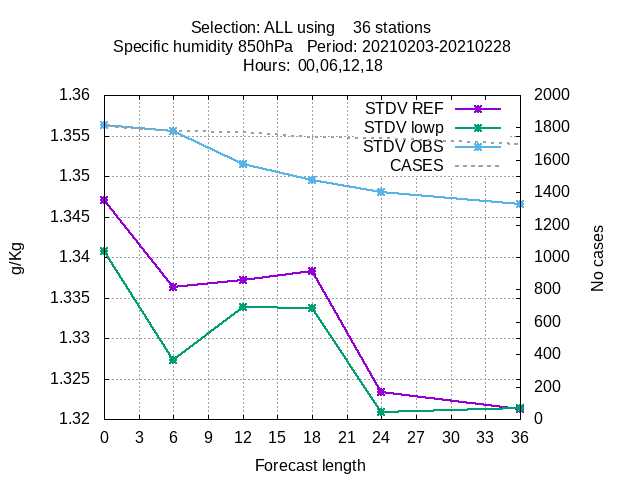 Selection: ALL using    36 stations
Specific humidity 850hPa   Period: 20210203-20210228
Hours:  00,06,12,18
1.36
1.355
1.35
1.345
1.34
1.335
1.33
1.325
1.32
g/Kg
STDV REF
STDV lowp
STDV OBS
CASES
2000
1800
1600
1400
1200
1000
800
600
400
200
0
No cases
0 3 6 9 12 15 18 21 24 27 30 33 36
Forecast length